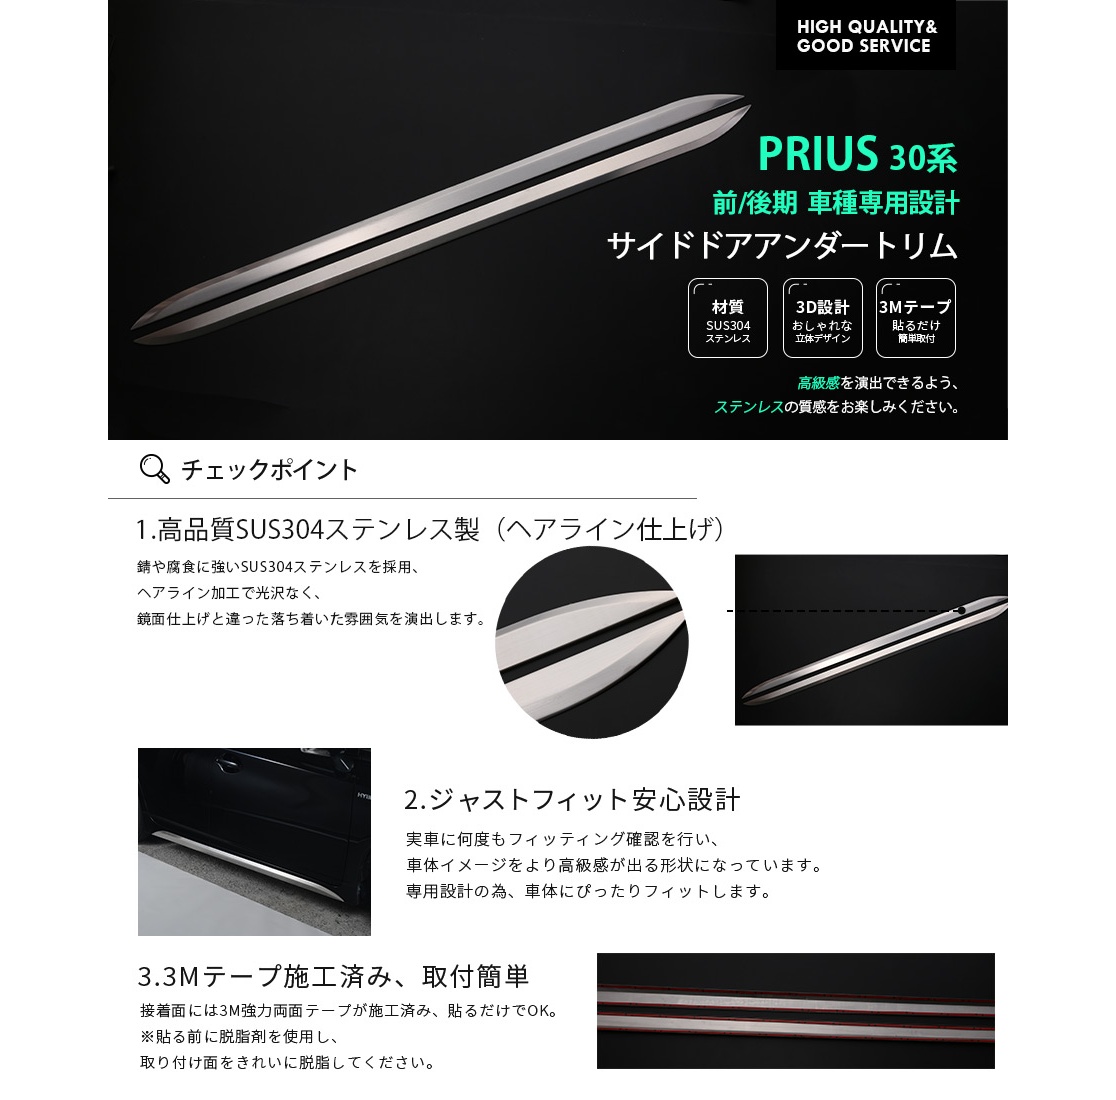 HIGH QUALITY&
GOOD SERVICE
PRIUS 30系
前/後期 車種専用設計
サイドドアアンダートリム
材質
SUS304
ステンレス
3D設計
おしゃれな
立体デザイン
3Mテープ
貼るだけ
簡単取付
高級感を演出できるよう、
ステンレスの質感をお楽しみください。
チェックポイント
1.高品質SUS304ステンレス製（ヘアライン仕上げ）
錆や腐食に強いSUS304ステンレスを採用、
ヘアライン加工で光沢なく、
鏡面仕上げと違った落ち着いた雰囲気を演出します。
2.ジャストフィット安心設計
実車に何度もフィッティング確認を行い、
車体イメージをより高級感が出る形状になっています。
専用設計の為、車体にぴったりフィットします。
3.3Mテープ施工済み、取付簡単
接着面には3M強力両面テープが施工済み、貼るだけでOK。
※貼る前に脱脂剤を使用し、
取り付け面をきれいに脱脂してください。